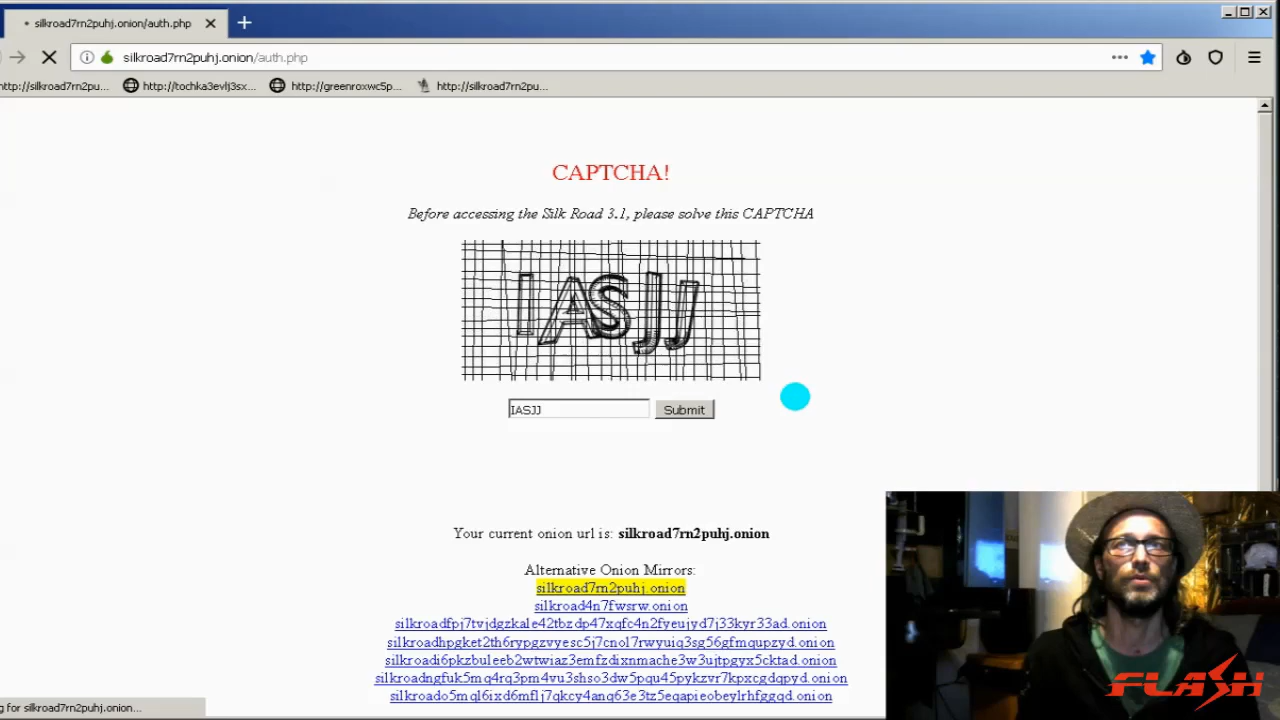 silkroad7rn2puhj.onion/auth.php
silkroad7rn2puhj.onion/auth.php
http://silkroad7rn2pu... http://tochka3evlj3sx... http://greenroxwc5p... http://silkroad7rn2pu...
CAPTCHA!
Before accessing the Silk Road 3.1, please solve this CAPTCHA
IASJJ
IASJJ Submit
Your current onion url is: silkroad7rn2puhj.onion
Alternative Onion Mirrors:
silkroad7rn2puhj.onion
silkroad4n7fwsrw.onion
silkroadfpj7tvjdgzkale42tbzdp47xqfc4n2fyeujyd7j33kyr33ad.onion
silkroadhpgket2th6rypgzvyesc5j7cnol7rwyuiq3sg56gfmqupzyd.onion
silkroadi6pkzbuleeb2wtwiaz3emfzdixnmache3w3ujtpgyx5cktad.onion
silkroadngfuk5mq4rq3pm4vu3shso3dw5pqu45pykzvr7kpxcgdqpyd.onion
silkroado5mql6ixd6mflj7qkcy4anq63e3tz5eqapieobeylrhfggqd.onion
g for silkroad7rn2puhj.onion...
FLASH